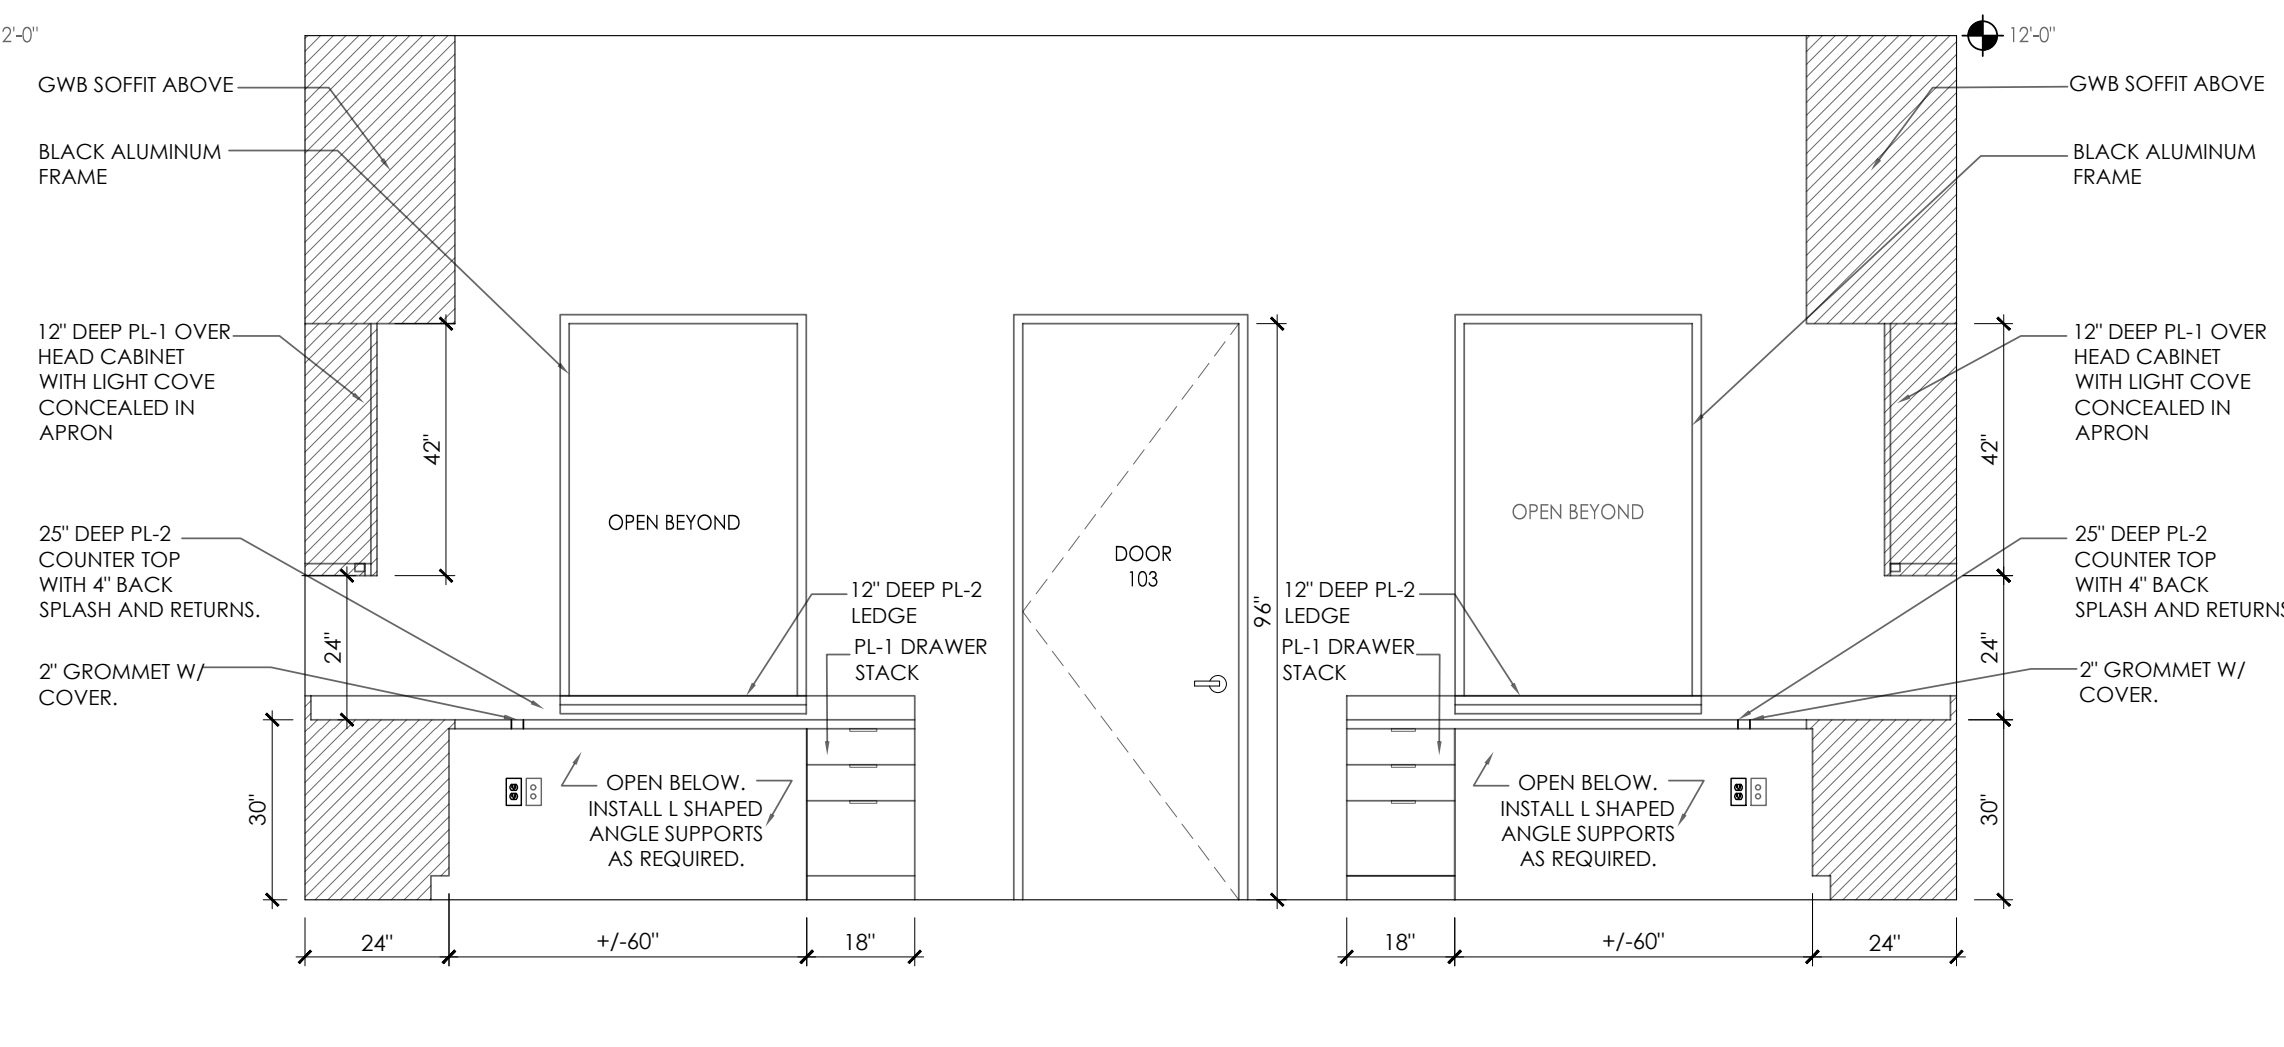 2'-0"
12'-0"
GWB SOFFIT ABOVE
GWB SOFFIT ABOVE
BLACK ALUMINUM
FRAME
BLACK ALUMINUM
FRAME
12" DEEP PL-1 OVER
HEAD CABINET
WITH LIGHT COVE
CONCEALED IN
APRON
12" DEEP PL-1 OVER
HEAD CABINET
WITH LIGHT COVE
CONCEALED IN
APRON
42"
42"
OPEN BEYOND
OPEN BEYOND
25" DEEP PL-2
COUNTER TOP
WITH 4" BACK
SPLASH AND RETURNS.
DOOR
103
25" DEEP PL-2
COUNTER TOP
WITH 4" BACK
SPLASH AND RETURNS
12" DEEP PL-2
LEDGE
96"
12" DEEP PL-2
LEDGE
24"
24"
PL-1 DRAWER
STACK
PL-1 DRAWER
STACK
2" GROMMET W/
COVER.
2" GROMMET W/
COVER.
30"
OPEN BELOW.
INSTALL L SHAPED
ANGLE SUPPORTS
AS REQUIRED.
OPEN BELOW.
INSTALL L SHAPED
ANGLE SUPPORTS
AS REQUIRED.
30"
24"
+/-60"
18"
18"
+/-60"
24"